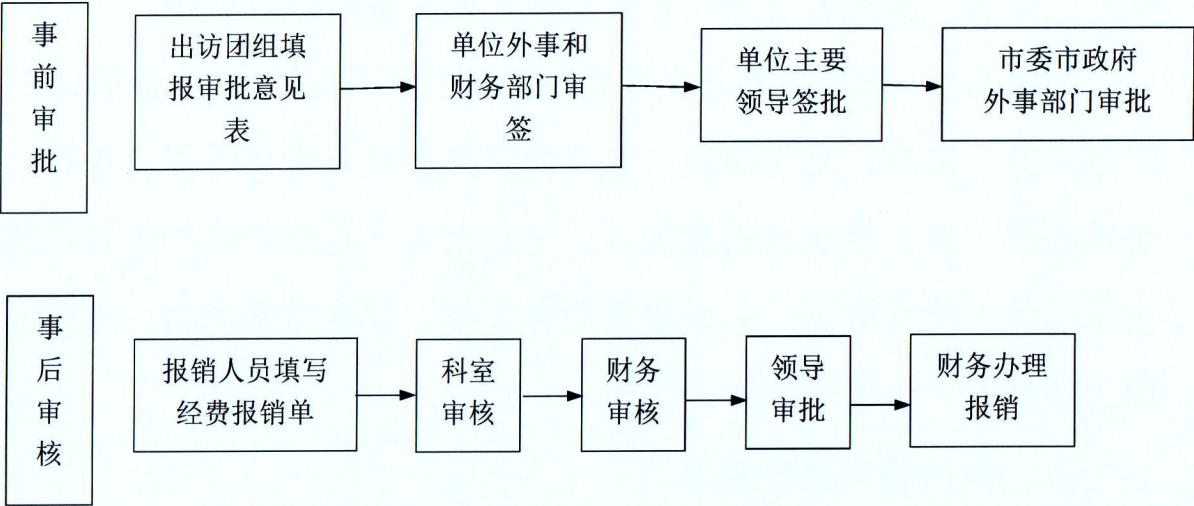 事
前
审
批
出访团组填
报审批意见
表
单位外事和
财务部门审
签
单位主要
领导签批
市委市政府
外事部门审批
事
后
审
核
报销人员填写
经费报销单
科室
审核
财务
审核
领导
审批
财务办理
报销